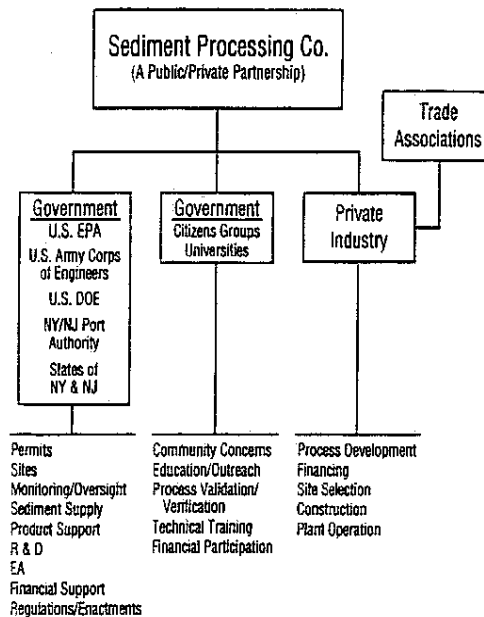 Sediment Processing Co.
(A Public/Private Partnership)
Trade
Associations
Government
U.S. EPA
U.S. Army Corps
of Engineers
U.S. DOE
NY/NJ Port
Authority
States of
NY & NJ
Government
Citizens Groups
Universities
Private
Industry
Permits
Sites
Monitoring/Oversight
Sediment Supply
Product Support
R & D
EA
Financial Support
Regulations/Enactments
Community Concerns
Education/Outreach
Process Validation/
Verification
Technical Training
Financial Participation
Process Development
Financing
Site Selection
Construction
Plant Operation